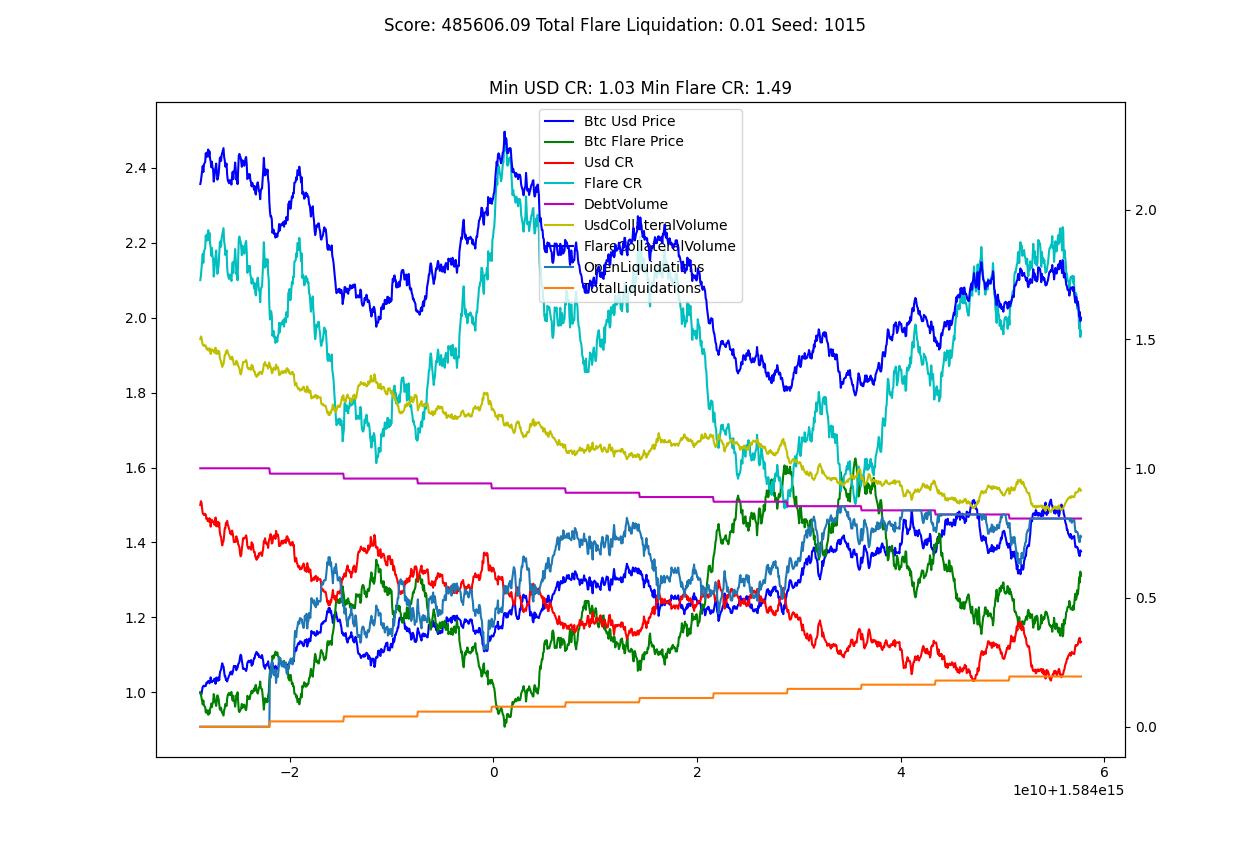 Score: 485606.09 Total Flare Liquidation: 0.01 Seed: 1015
Min USD CR: 1.03 Min Flare CR: 1.49
Btc Usd Price
Btc Flare Price
Usd CR
Flare CR
DebtVolume
UsdCollateralVolume
FlareCollateralVolume
OpenLiquidations
TotalLiquidations
2.4
2.2
2.0
1.8
1.6
1.4
1.2
1.0
2.0
1.5
1.0
0.5
0.0
−2 0 2 4 6
1e10+1.584e15